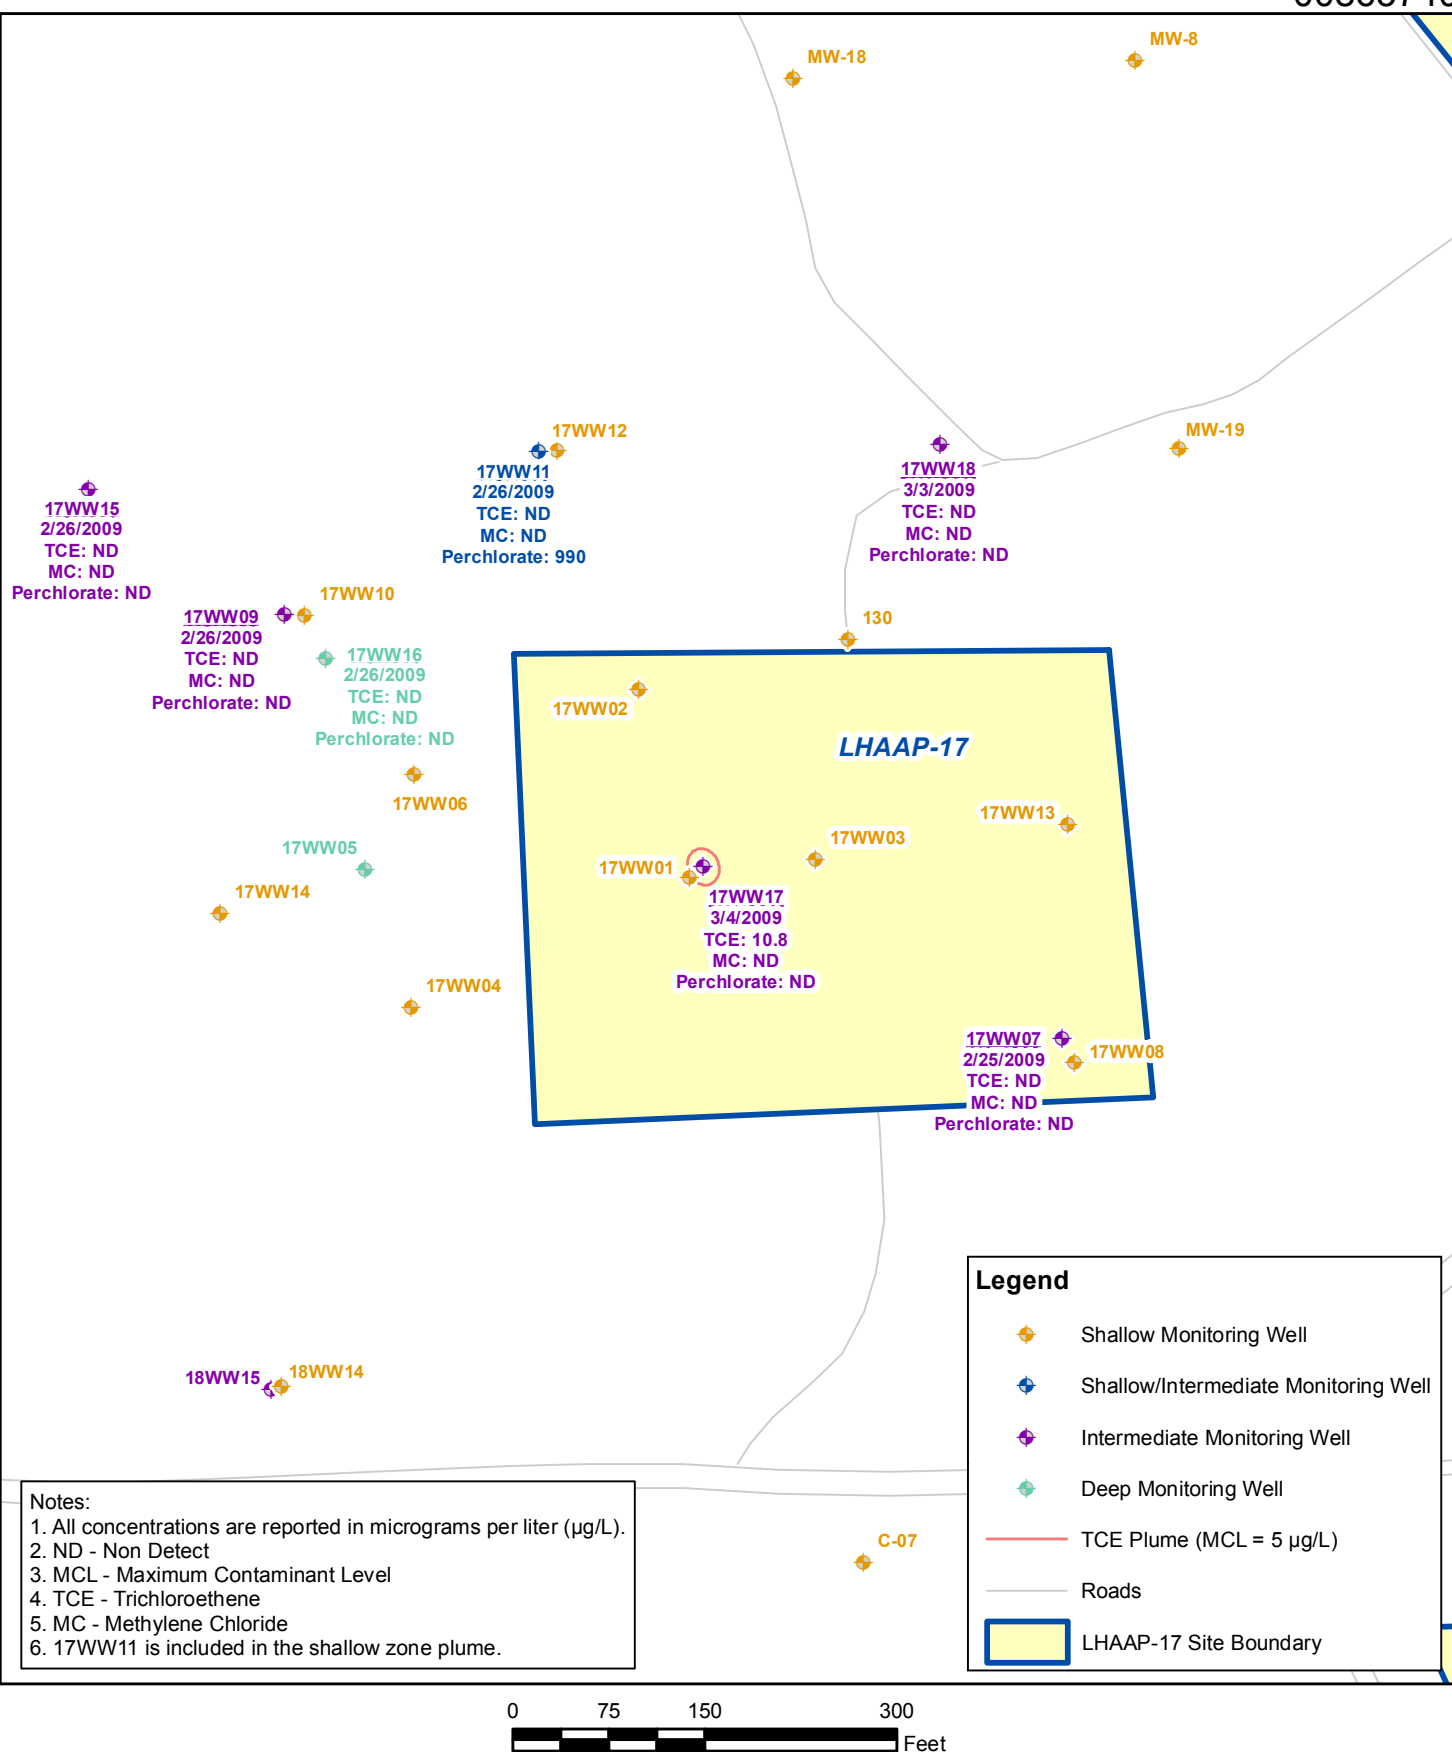 MW-18
MW-8
17WW12
17WW11
2/26/2009
TCE: ND
MC: ND
Perchlorate: 990
17WW18
3/3/2009
TCE: ND
MC: ND
Perchlorate: ND
MW-19
17WW15
2/26/2009
TCE: ND
MC: ND
Perchlorate: ND
17WW10
17WW09
2/26/2009
TCE: ND
MC: ND
Perchlorate: ND
17WW16
2/26/2009
TCE: ND
MC: ND
Perchlorate: ND
130
17WW02
LHAAP-17
17WW06
17WW13
17WW05
17WW03
17WW01
17WW14
17WW17
3/4/2009
TCE: 10.8
MC: ND
Perchlorate: ND
17WW04
17WW07
2/25/2009
TCE: ND
MC: ND
Perchlorate: ND
17WW08
18WW15
18WW14
C-07
Legend
Shallow Monitoring Well
Shallow/Intermediate Monitoring Well
Intermediate Monitoring Well
Deep Monitoring Well
TCE Plume (MCL = 5 µg/L)
Roads
LHAAP-17 Site Boundary
Notes:
1. All concentrations are reported in micrograms per liter (µg/L).
2. ND - Non Detect
3. MCL - Maximum Contaminant Level
4. TCE - Trichloroethene
5. MC - Methylene Chloride
6. 17WW11 is included in the shallow zone plume.
0 75 150 300
Feet